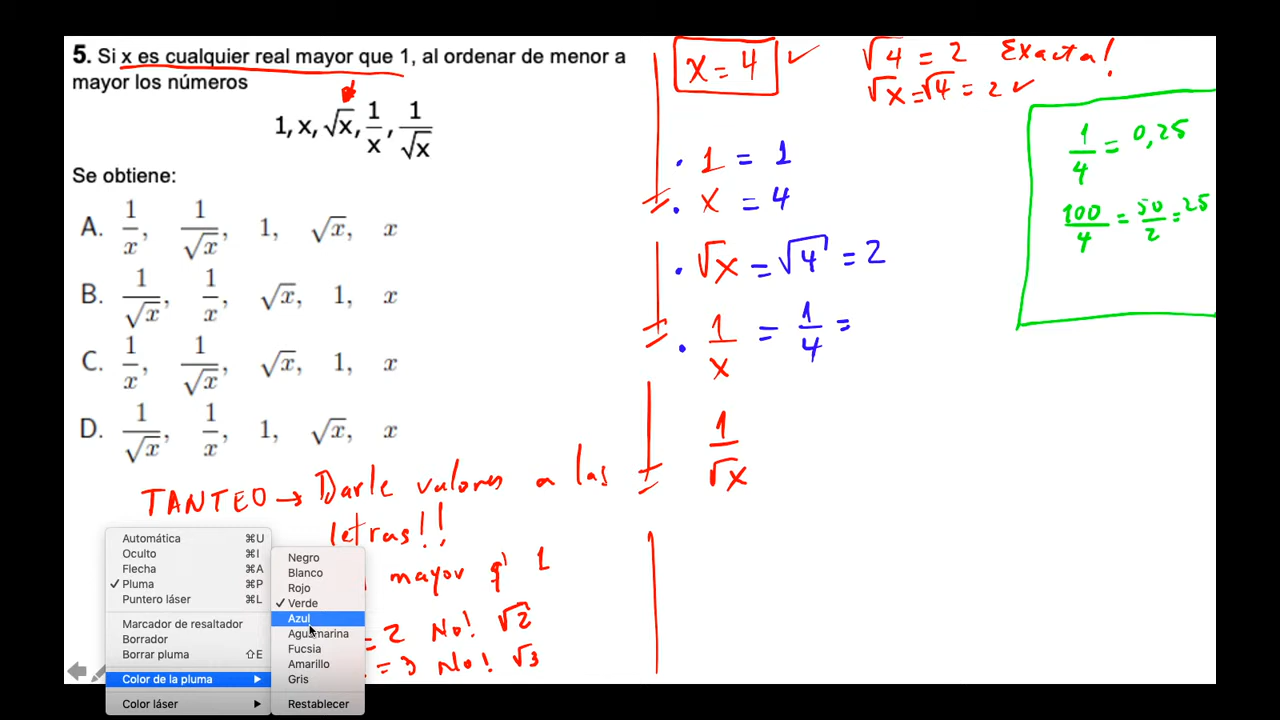 5. Si x es cualquier real mayor que 1, al ordenar de menor a
mayor los números
1, x, √x, 1/x, 1/√x
Se obtiene:
A. 1/x, 1/√x, 1, √x, x
B. 1/√x, 1/x, √x, 1, x
C. 1/x, 1/√x, √x, 1, x
D. 1/√x, 1/x, 1, √x, x
TANTEO → Darle valores a las
letras!!
mayor q' 1
= 2 No! √2
= 3 No! √3
x = 4 ✓
√4 = 2 Exacta!
√x = √4 = 2 ✓
• 1 = 1
• x = 4
• √x = √4 = 2
• 1/x = 1/4 =
1/√x
1/4 = 0,25
100/4 = 50/2 = 25
Automática ⌘U
Oculto ⌘I
Flecha ⌘A
✓ Pluma ⌘P
Puntero láser ⌘L
Marcador de resaltador
Borrador
Borrar pluma ⇧E
Color de la pluma
Color láser
Negro
Blanco
Rojo
✓ Verde
Azul
Aguamarina
Fucsia
Amarillo
Gris
Restablecer